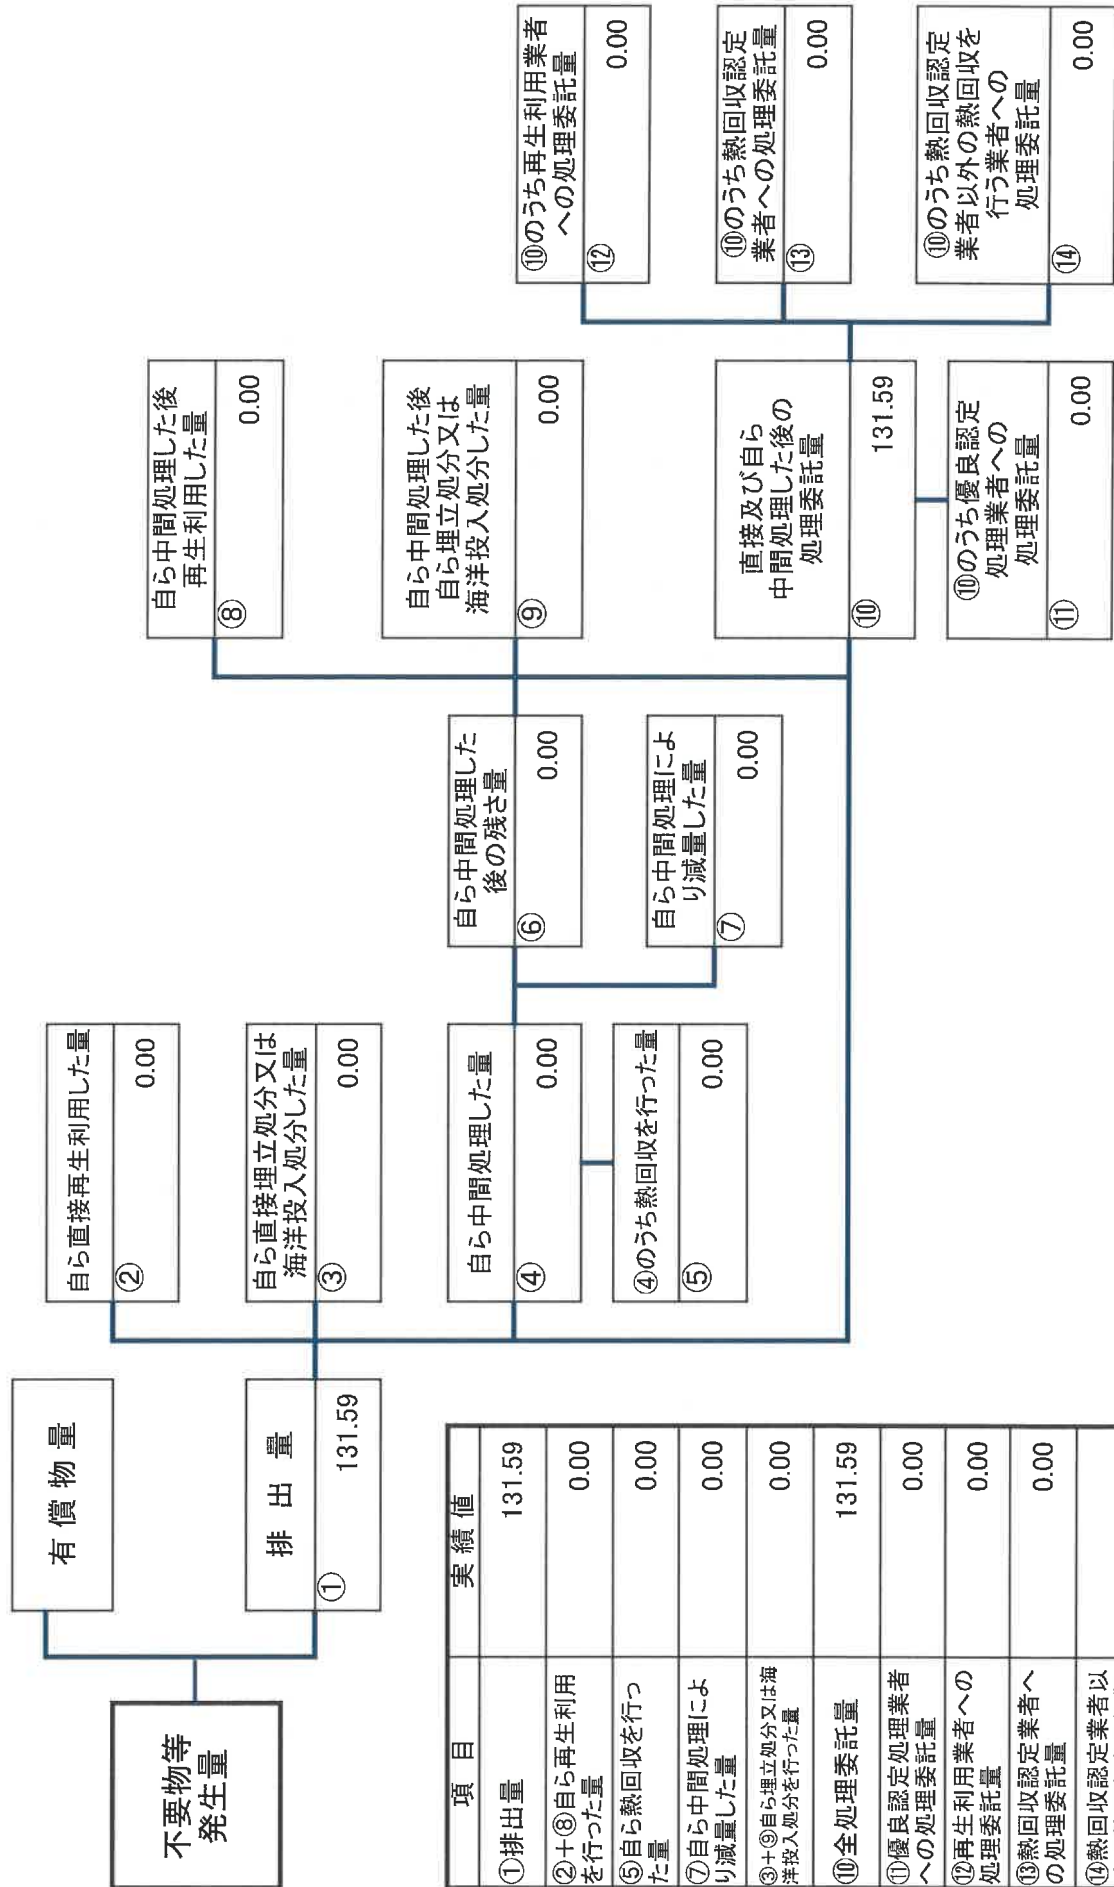 不要物等
発生量
有償物量
排出量
①
131.59
自ら直接再生利用した量
②
0.00
自ら直接埋立処分又は
海洋投入処分した量
③
0.00
自ら中間処理した量
④
0.00
④のうち熱回収を行った量
⑤
0.00
自ら中間処理した
後の残さ量
⑥
0.00
自ら中間処理によ
り減量した量
⑦
0.00
自ら中間処理した後
再生利用した量
⑧
0.00
自ら中間処理した後
自ら埋立処分又は
海洋投入処分した量
⑨
0.00
直接及び自ら
中間処理した後の
処理委託量
⑩
131.59
⑩のうち優良認定
処理業者への
処理委託量
⑪
0.00
⑩のうち再生利用業者
への処理委託量
⑫
0.00
⑩のうち熱回収認定
業者への処理委託量
⑬
0.00
⑩のうち熱回収認定
業者以外の熱回収を
行う業者への
処理委託量
⑭
0.00
項目 実績値
①排出量 131.59
②+⑧自ら再生利用
を行った量 0.00
⑤自ら熱回収を行っ
た量 0.00
⑦自ら中間処理によ
り減量した量 0.00
③+⑨自ら埋立処分又は海
洋投入処分を行った量 0.00
⑩全処理委託量 131.59
⑪優良認定処理業者
への処理委託量 0.00
⑫再生利用業者への
処理委託量 0.00
⑬熱回収認定業者へ
の処理委託量 0.00
⑭熱回収認定業者以